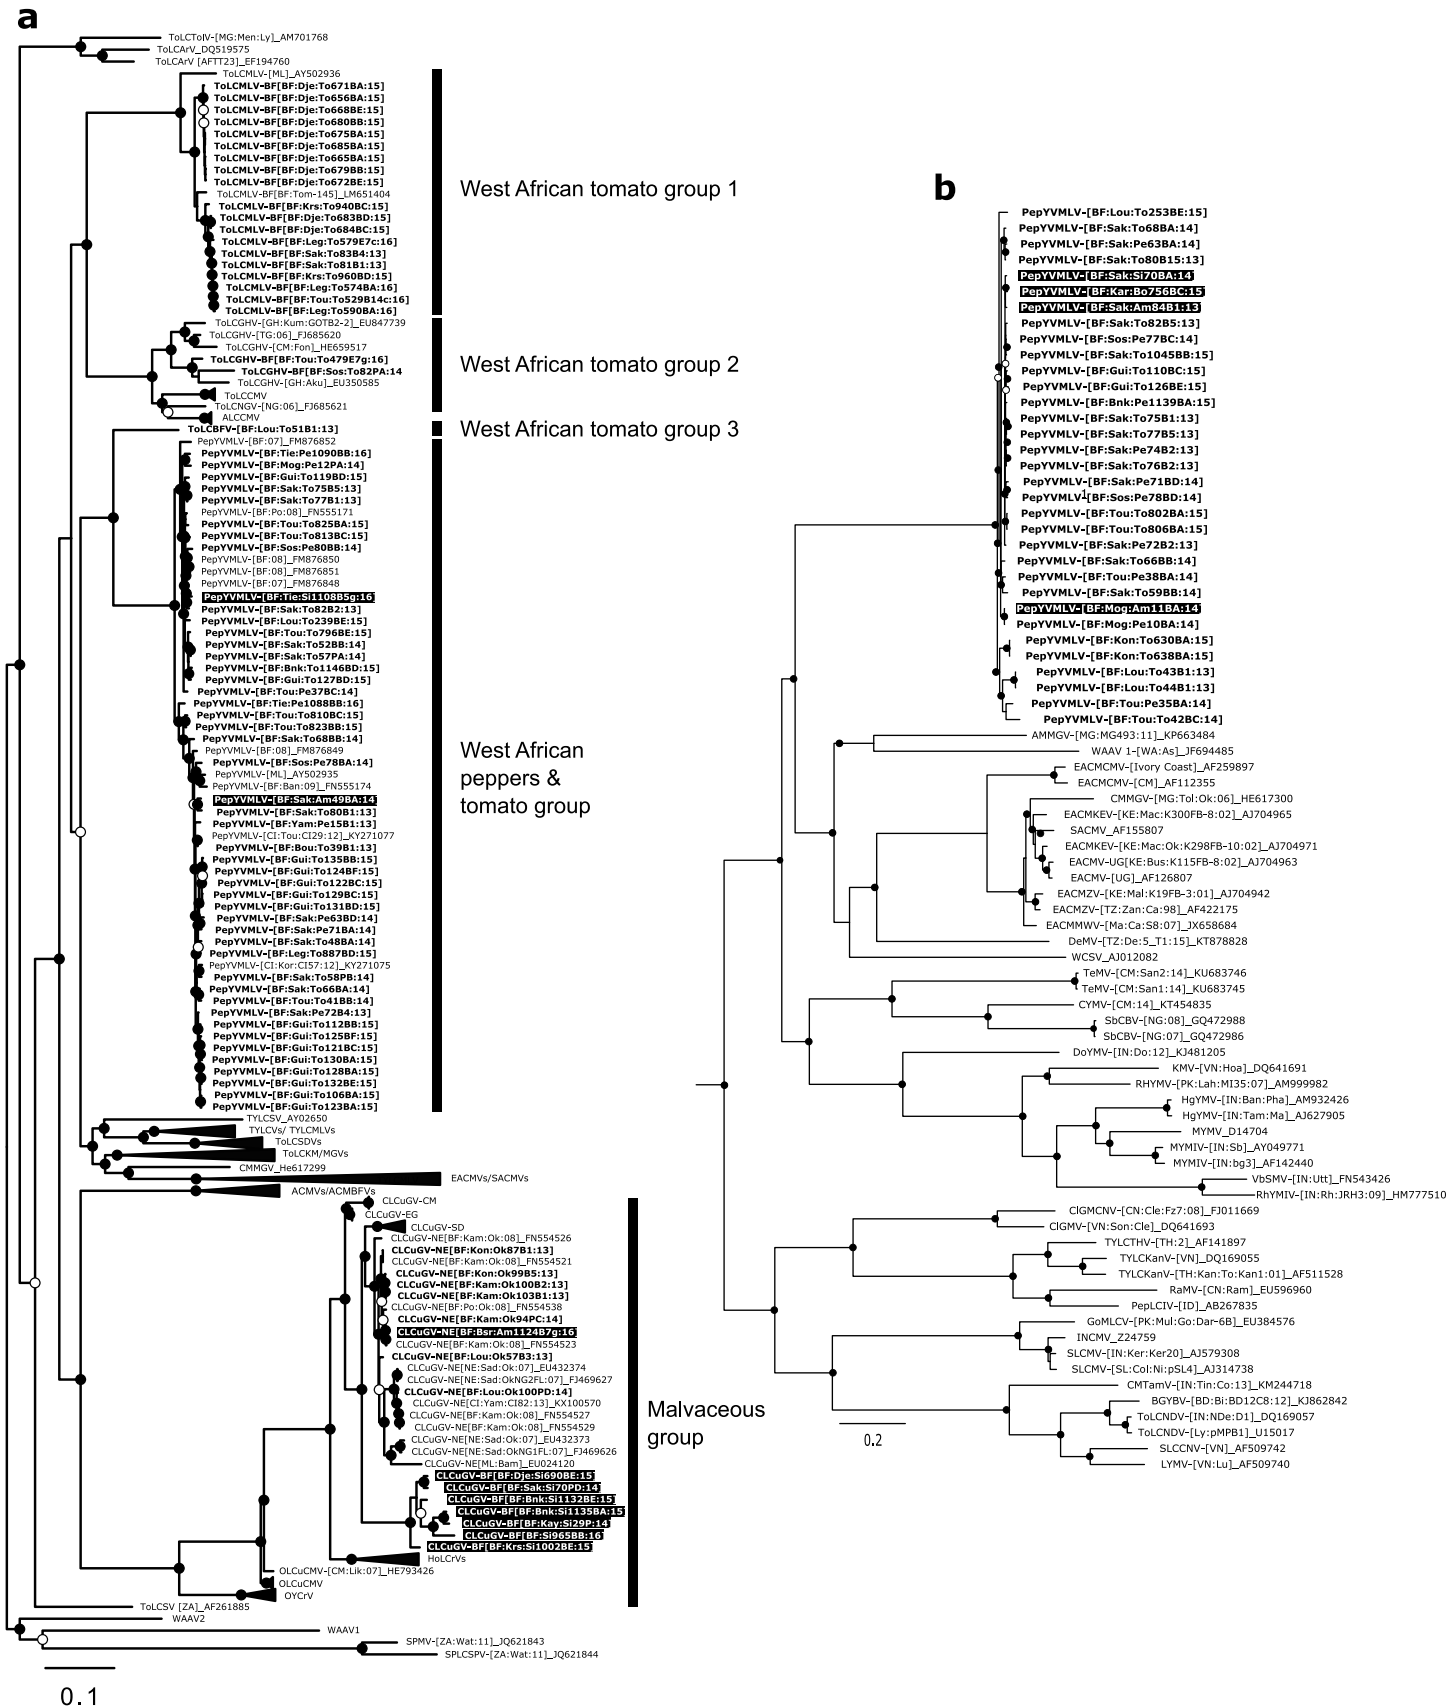 a
ToLCToIV-[MG:Men:Ly]_AM701768
ToLCArV_DQ519575
ToLCArV [AFTT23]_EF194760
ToLCMLV-[ML]_AY502936
ToLCMLV-BF[BF:Dje:To671BA:15]
ToLCMLV-BF[BF:Dje:To656BA:15]
ToLCMLV-BF[BF:Dje:To668BE:15]
ToLCMLV-BF[BF:Dje:To680BB:15]
ToLCMLV-BF[BF:Dje:To675BA:15]
ToLCMLV-BF[BF:Dje:To685BA:15]
ToLCMLV-BF[BF:Dje:To665BA:15]
ToLCMLV-BF[BF:Dje:To679BB:15]
ToLCMLV-BF[BF:Dje:To672BE:15]
ToLCMLV-BF[BF:Tom-145]_LM651404
ToLCMLV-BF[BF:Krs:To940BC:15]
ToLCMLV-BF[BF:Dje:To683BD:15]
ToLCMLV-BF[BF:Dje:To684BC:15]
ToLCMLV-BF[BF:Leg:To579E7c:16]
ToLCMLV-BF[BF:Sak:To83B4:13]
ToLCMLV-BF[BF:Sak:To81B1:13]
ToLCMLV-BF[BF:Krs:To960BD:15]
ToLCMLV-BF[BF:Leg:To574BA:16]
ToLCMLV-BF[BF:Tou:To529B14c:16]
ToLCMLV-BF[BF:Leg:To590BA:16]
West African tomato group 1
ToLCGHV-[GH:Kum:GOTB2-2]_EU847739
ToLCGHV-[TG:06]_FJ685620
ToLCGHV-[CM:Fon]_HE659517
ToLCGHV-BF[BF:Tou:To479E7g:16]
ToLCGHV-BF[BF:Sos:To82PA:14
ToLCGHV-[GH:Aku]_EU350585
ToLCCMV
ToLCNGV-[NG:06]_FJ685621
ALCCMV
West African tomato group 2
ToLCBFV-[BF:Lou:To51B1:13]
West African tomato group 3
PepYVMLV-[BF:07]_FM876852
PepYVMLV-[BF:Tie:Pe1090BB:16]
PepYVMLV-[BF:Mog:Pe12PA:14]
PepYVMLV-[BF:Gui:To119BD:15]
PepYVMLV-[BF:Sak:To75B5:13]
PepYVMLV-[BF:Sak:To77B1:13]
PepYVMLV-[BF:Po:08]_FN555171
PepYVMLV-[BF:Tou:To825BA:15]
PepYVMLV-[BF:Tou:To813BC:15]
PepYVMLV-[BF:Sos:Pe80BB:14]
PepYVMLV-[BF:08]_FM876850
PepYVMLV-[BF:08]_FM876851
PepYVMLV-[BF:07]_FM876848
PepYVMLV-[BF:Tie:Si1108B5g:16]
PepYVMLV-[BF:Sak:To82B2:13]
PepYVMLV-[BF:Lou:To239BE:15]
PepYVMLV-[BF:Tou:To796BE:15]
PepYVMLV-[BF:Sak:To52BB:14]
PepYVMLV-[BF:Sak:To57PA:14]
PepYVMLV-[BF:Bnk:To1146BD:15]
PepYVMLV-[BF:Gui:To127BD:15]
PepYVMLV-[BF:Tou:Pe37BC:14]
PepYVMLV-[BF:Tie:Pe1088BB:16]
PepYVMLV-[BF:Tou:To810BC:15]
PepYVMLV-[BF:Tou:To823BB:15]
PepYVMLV-[BF:Sak:To68BB:14]
PepYVMLV-[BF:08]_FM876849
PepYVMLV-[BF:Sos:Pe78BA:14]
PepYVMLV-[ML]_AY502935
PepYVMLV-[BF:Ban:09]_FN555174
PepYVMLV-[BF:Sak:Am49BA:14]
PepYVMLV-[BF:Sak:To80B1:13]
PepYVMLV-[BF:Yam:Pe15B1:13]
PepYVMLV-[CI:Tou:CI29:12]_KY271077
PepYVMLV-[BF:Bou:To39B1:13]
PepYVMLV-[BF:Gui:To135BB:15]
PepYVMLV-[BF:Gui:To124BF:15]
PepYVMLV-[BF:Gui:To122BC:15]
PepYVMLV-[BF:Gui:To129BC:15]
PepYVMLV-[BF:Gui:To131BD:15]
PepYVMLV-[BF:Sak:Pe63BD:14]
PepYVMLV-[BF:Sak:Pe71BA:14]
PepYVMLV-[BF:Sak:To48BA:14]
PepYVMLV-[BF:Leg:To887BD:15]
PepYVMLV-[CI:Kor:CI57:12]_KY271075
PepYVMLV-[BF:Sak:To58PB:14]
PepYVMLV-[BF:Sak:To66BA:14]
PepYVMLV-[BF:Tou:To41BB:14]
PepYVMLV-[BF:Sak:Pe72B4:13]
PepYVMLV-[BF:Gui:To112BB:15]
PepYVMLV-[BF:Gui:To125BF:15]
PepYVMLV-[BF:Gui:To121BC:15]
PepYVMLV-[BF:Gui:To130BA:15]
PepYVMLV-[BF:Gui:To128BA:15]
PepYVMLV-[BF:Gui:To132BE:15]
PepYVMLV-[BF:Gui:To106BA:15]
PepYVMLV-[BF:Gui:To123BA:15]
West African
peppers &
tomato group
TYLCSV_AY02650
TYLCVs/ TYLCMLVs
ToLCSDVs
ToLCKM/MGVs
CMMGV_He617299
EACMVs/SACMVs
ACMVs/ACMBFVs
CLCuGV-CM
CLCuGV-EG
CLCuGV-SD
CLCuGV-NE[BF:Kam:Ok:08]_FN554526
CLCuGV-NE[BF:Kon:Ok87B1:13]
CLCuGV-NE[BF:Kam:Ok:08]_FN554521
CLCuGV-NE[BF:Kon:Ok99B5:13]
CLCuGV-NE[BF:Kam:Ok100B2:13]
CLCuGV-NE[BF:Kam:Ok103B1:13]
CLCuGV-NE[BF:Po:Ok:08]_FN554538
CLCuGV-NE[BF:Kam:Ok94PC:14]
CLCuGV-NE[BF:Bsr:Am1124B7g:16]
CLCuGV-NE[BF:Kam:Ok:08]_FN554523
CLCuGV-NE[BF:Lou:Ok57B3:13]
CLCuGV-NE[NE:Sad:Ok:07]_EU432374
CLCuGV-NE[NE:Sad:OkNG2FL:07]_FJ469627
CLCuGV-NE[BF:Lou:Ok100PD:14]
CLCuGV-NE[CI:Yam:CI82:13]_KX100570
CLCuGV-NE[BF:Kam:Ok:08]_FN554527
CLCuGV-NE[BF:Kam:Ok:08]_FN554529
CLCuGV-NE[NE:Sad:Ok:07]_EU432373
CLCuGV-NE[NE:Sad:OkNG1FL:07]_FJ469626
CLCuGV-NE[ML:Bam]_EU024120
CLCuGV-BF[BF:Dje:Si690BE:15]
CLCuGV-BF[BF:Sak:Si70PD:14]
CLCuGV-BF[BF:Bnk:Si1132BE:15]
CLCuGV-BF[BF:Bnk:Si1135BA:15]
CLCuGV-BF[BF:Kay:Si29P:14]
CLCuGV-BF[BF:Si965BB:16]
CLCuGV-BF[BF:Krs:Si1002BE:15]
HoLCrVs
OLCuCMV-[CM:Lik:07]_HE793426
OLCuCMV
OYCrV
Malvaceous
group
ToLCSV [ZA]_AF261885
WAAV2
WAAV1
SPMV-[ZA:Wat:11]_JQ621843
SPLCSPV-[ZA:Wat:11]_JQ621844
0.1
b
PepYVMLV-[BF:Lou:To253BE:15]
PepYVMLV-[BF:Sak:To68BA:14]
PepYVMLV-[BF:Sak:Pe63BA:14]
PepYVMLV-[BF:Sak:To80B15:13]
PepYVMLV-[BF:Sak:Si70BA:14]
PepYVMLV-[BF:Kar:Bo756BC:15]
PepYVMLV-[BF:Sak:Am84B1:13]
PepYVMLV-[BF:Sak:To82B5:13]
PepYVMLV-[BF:Sos:Pe77BC:14]
PepYVMLV-[BF:Sak:To1045BB:15]
PepYVMLV-[BF:Gui:To110BC:15]
PepYVMLV-[BF:Gui:To126BE:15]
PepYVMLV-[BF:Bnk:Pe1139BA:15]
PepYVMLV-[BF:Sak:To75B1:13]
PepYVMLV-[BF:Sak:To77B5:13]
PepYVMLV-[BF:Sak:Pe74B2:13]
PepYVMLV-[BF:Sak:To76B2:13]
PepYVMLV-[BF:Sak:Pe71BD:14]
PepYVMLV-[BF:Sos:Pe78BD:14]
1
PepYVMLV-[BF:Tou:To802BA:15]
PepYVMLV-[BF:Tou:To806BA:15]
PepYVMLV-[BF:Sak:Pe72B2:13]
PepYVMLV-[BF:Sak:To66BB:14]
PepYVMLV-[BF:Tou:Pe38BA:14]
PepYVMLV-[BF:Sak:To59BB:14]
PepYVMLV-[BF:Mog:Am11BA:14]
PepYVMLV-[BF:Mog:Pe10BA:14]
PepYVMLV-[BF:Kon:To630BA:15]
PepYVMLV-[BF:Kon:To638BA:15]
PepYVMLV-[BF:Lou:To43B1:13]
PepYVMLV-[BF:Lou:To44B1:13]
PepYVMLV-[BF:Tou:Pe35BA:14]
PepYVMLV-[BF:Tou:To42BC:14]
AMMGV-[MG:MG493:11]_KP663484
WAAV 1-[WA:As]_JF694485
EACMCMV-[Ivory Coast]_AF259897
EACMCMV-[CM]_AF112355
CMMGV-[MG:Tol:Ok:06]_HE617300
EACMKEV-[KE:Mac:K300FB-8:02]_AJ704965
SACMV_AF155807
EACMKEV-[KE:Mac:Ok:K298FB-10:02]_AJ704971
EACMV-UG[KE:Bus:K115FB-8:02]_AJ704963
EACMV-[UG]_AF126807
EACMZV-[KE:Mal:K19FB-3:01]_AJ704942
EACMZV-[TZ:Zan:Ca:98]_AF422175
EACMMWV-[Ma:Ca:S8:07]_JX658684
DeMV-[TZ:De:5_T1:15]_KT878828
WCSV_AJ012082
TeMV-[CM:San2:14]_KU683746
TeMV-[CM:San1:14]_KU683745
CYMV-[CM:14]_KT454835
SbCBV-[NG:08]_GQ472988
SbCBV-[NG:07]_GQ472986
DoYMV-[IN:Do:12]_KJ481205
KMV-[VN:Hoa]_DQ641691
RHYMV-[PK:Lah:MI35:07]_AM999982
HgYMV-[IN:Ban:Pha]_AM932426
HgYMV-[IN:Tam:Ma]_AJ627905
MYMV_D14704
MYMIV-[IN:Sb]_AY049771
MYMIV-[IN:bg3]_AF142440
VbSMV-[IN:Utt]_FN543426
RhYMIV-[IN:Rh:JRH3:09]_HM777510
ClGMCNV-[CN:Cle:Fz7:08]_FJ011669
ClGMV-[VN:Son:Cle]_DQ641693
TYLCTHV-[TH:2]_AF141897
TYLCKanV-[VN]_DQ169055
TYLCKanV-[TH:Kan:To:Kan1:01]_AF511528
RaMV-[CN:Ram]_EU596960
PepLCIV-[ID]_AB267835
GoMLCV-[PK:Mul:Go:Dar-6B]_EU384576
INCMV_Z24759
SLCMV-[IN:Ker:Ker20]_AJ579308
SLCMV-[SL:Col:Ni:pSL4]_AJ314738
CMTamV-[IN:Tin:Co:13]_KM244718
BGYBV-[BD:Bi:BD12C8:12]_KJ862842
ToLCNDV-[IN:NDe:D1]_DQ169057
ToLCNDV-[Ly:pMPB1]_U15017
SLCCNV-[VN]_AF509742
LYMV-[VN:Lu]_AF509740
0.2